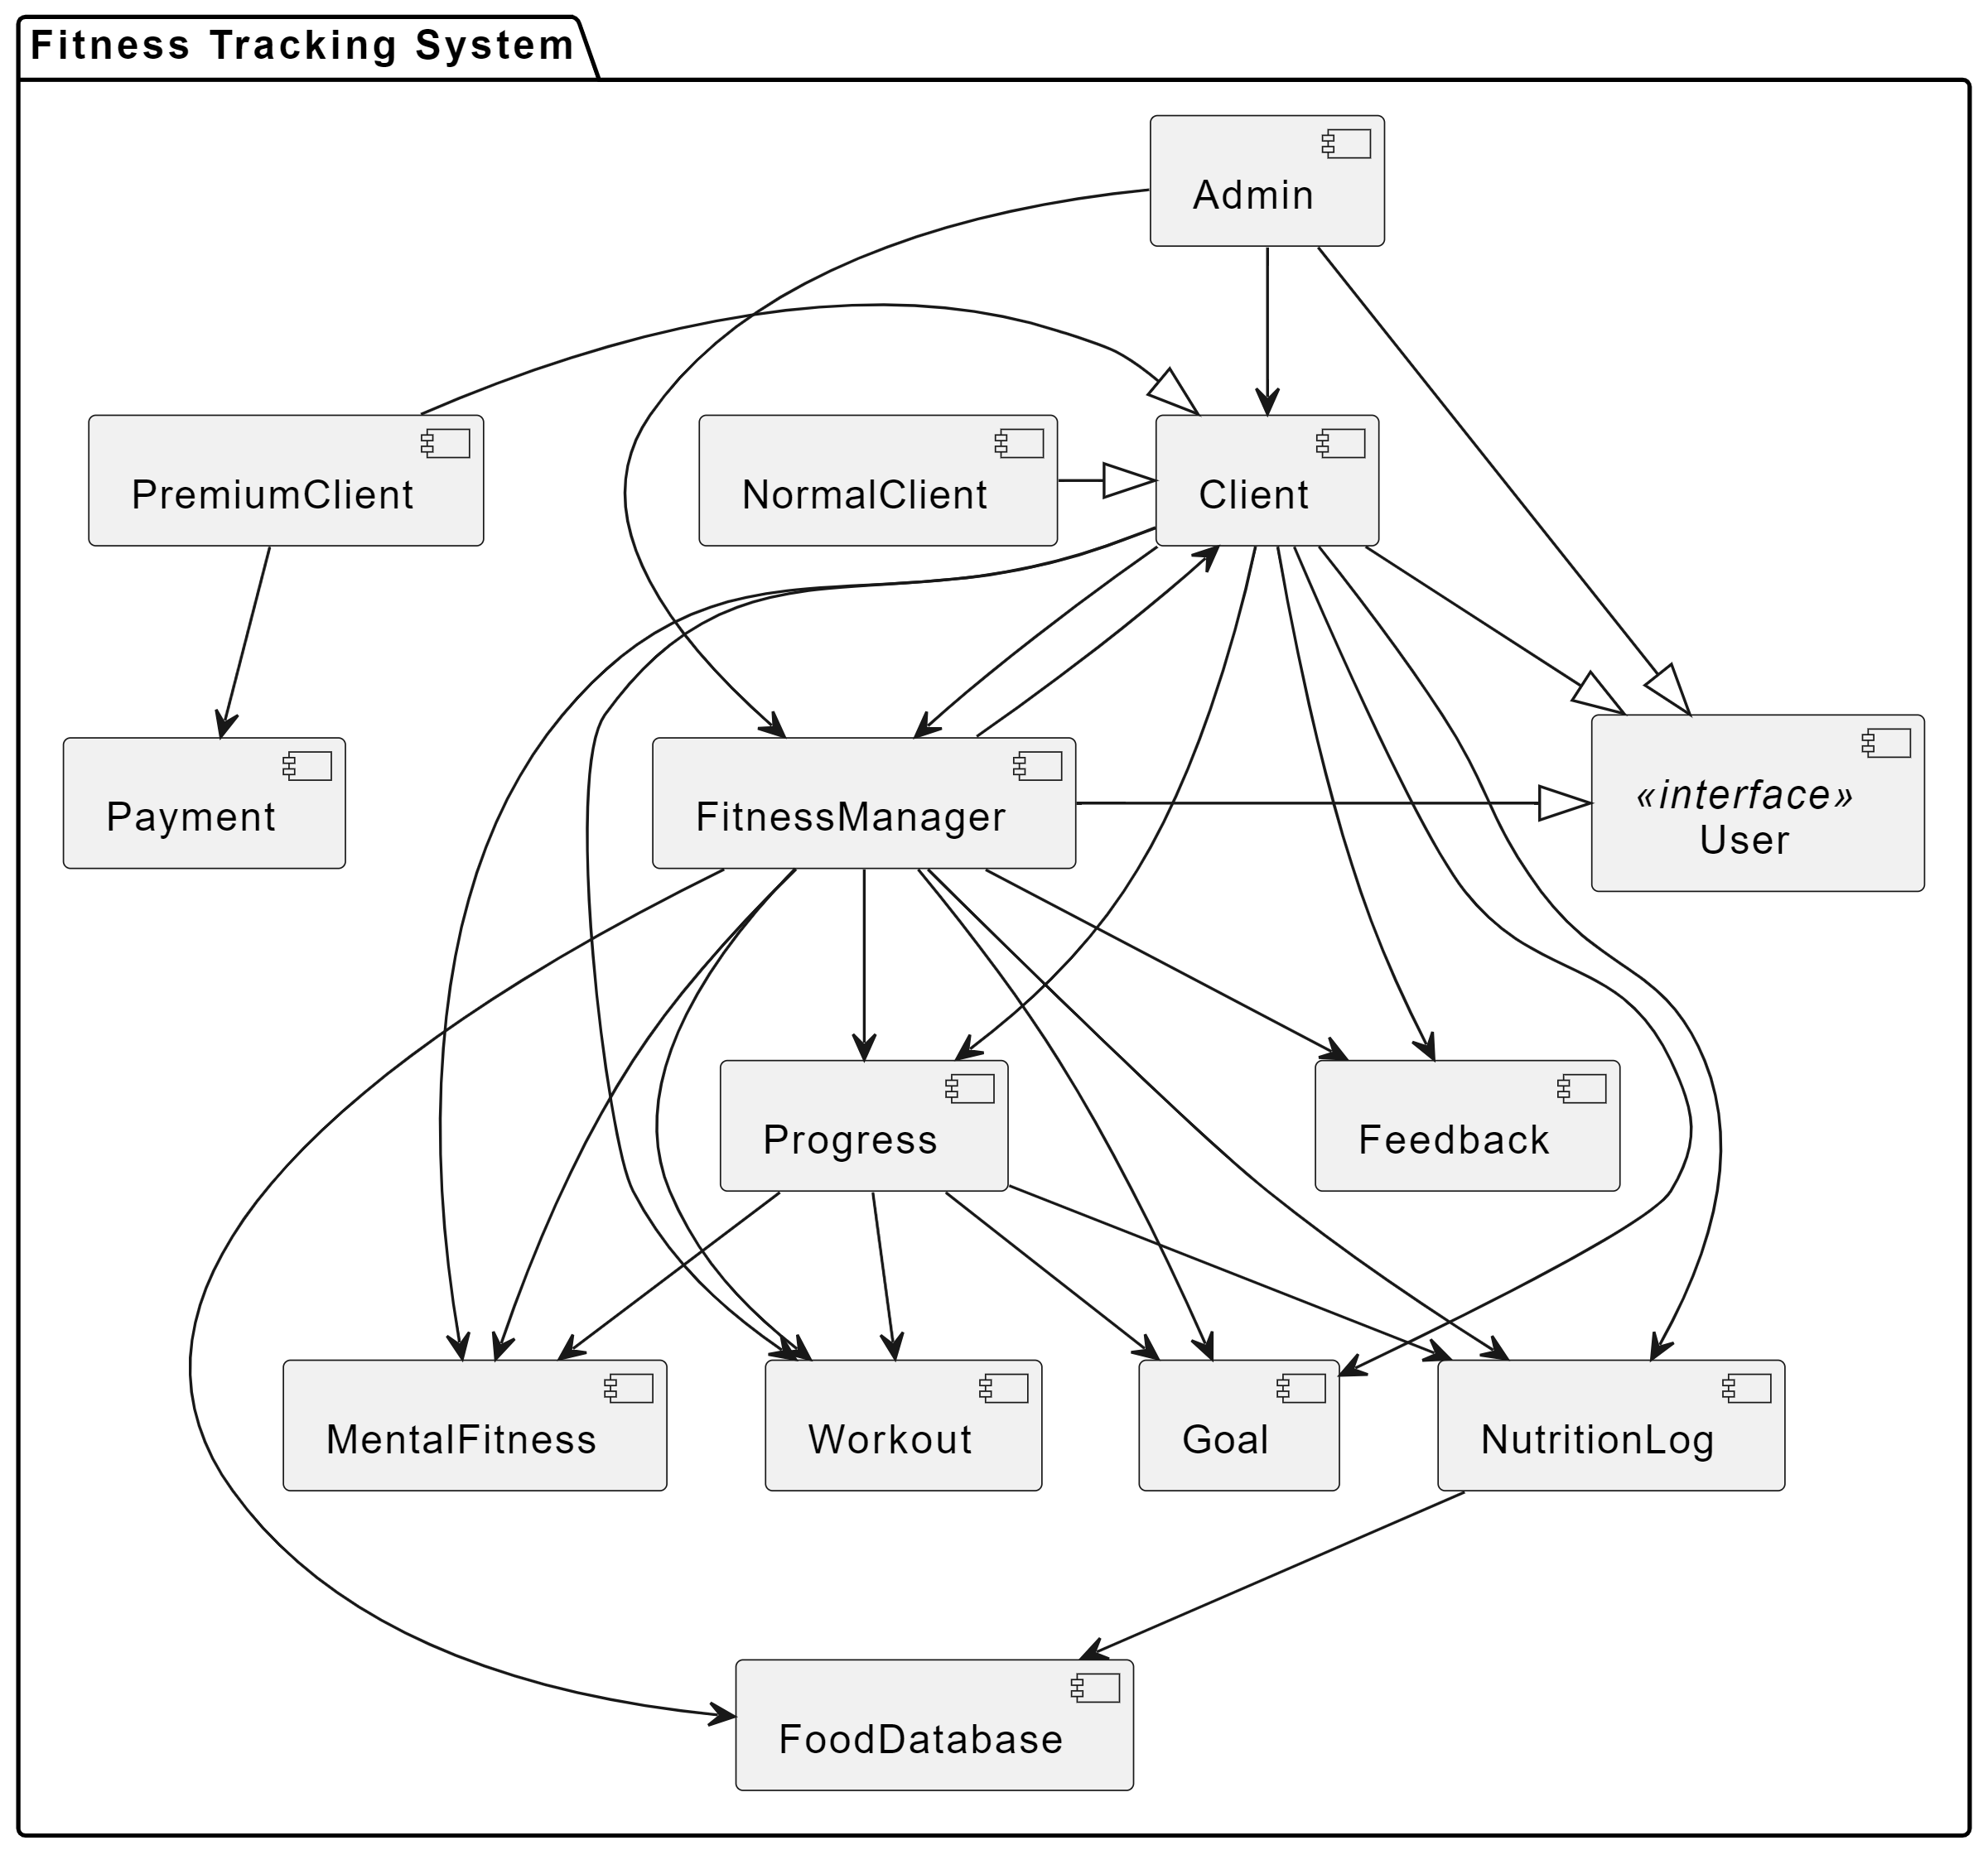 Fitness Tracking System
Admin
PremiumClient
NormalClient
Client
Payment
FitnessManager
«interface»
User
Progress
Feedback
MentalFitness
Workout
Goal
NutritionLog
FoodDatabase